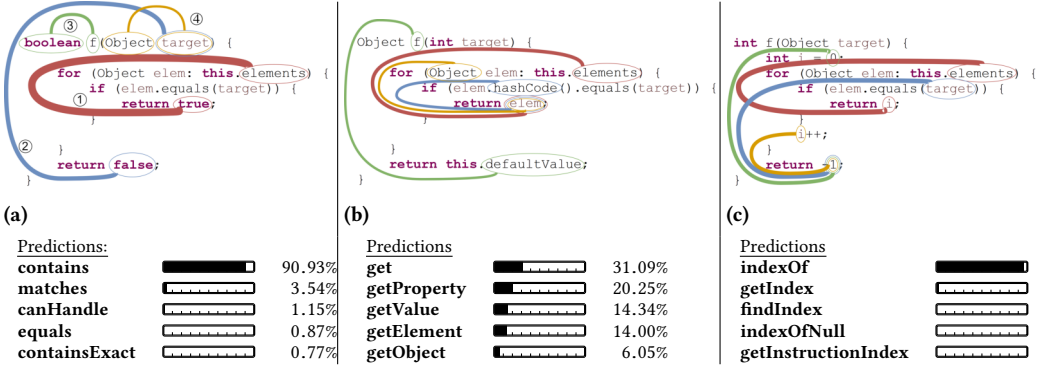 ③ ④
boolean f(Object target) {
for (Object elem: this.elements) {
if (elem.equals(target)) {
① return true;
}
}
② return false;
}
(a)
Predictions:
contains 90.93%
matches 3.54%
canHandle 1.15%
equals 0.87%
containsExact 0.77%
Object f(int target) {
for (Object elem: this.elements) {
if (elem.hashCode().equals(target)) {
return elem;
}
}
return this.defaultValue;
}
(b)
Predictions
get 31.09%
getProperty 20.25%
getValue 14.34%
getElement 14.00%
getObject 6.05%
int f(Object target) {
int i = 0;
for (Object elem: this.elements) {
if (elem.equals(target)) {
return i;
}
i++;
}
return -1;
}
(c)
Predictions
indexOf
getIndex
findIndex
indexOfNull
getInstructionIndex